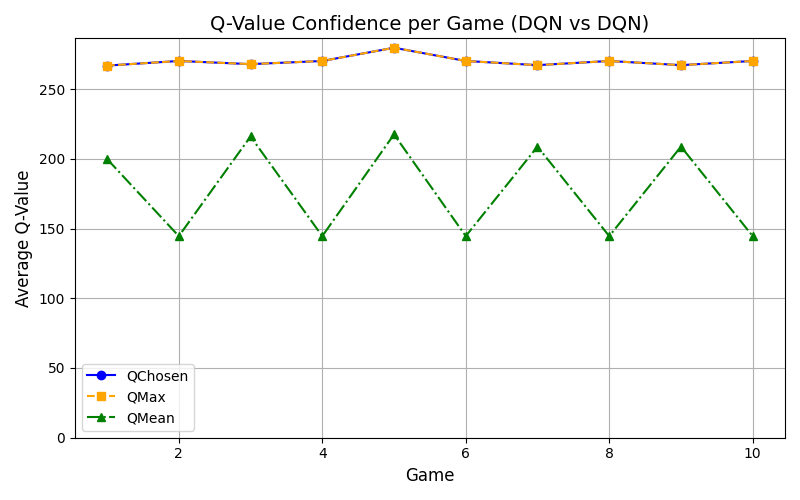 Q-Value Confidence per Game (DQN vs DQN)
Average Q-Value
250
200
150
100
50
0
QChosen
QMax
QMean
2 4 6 8 10
Game